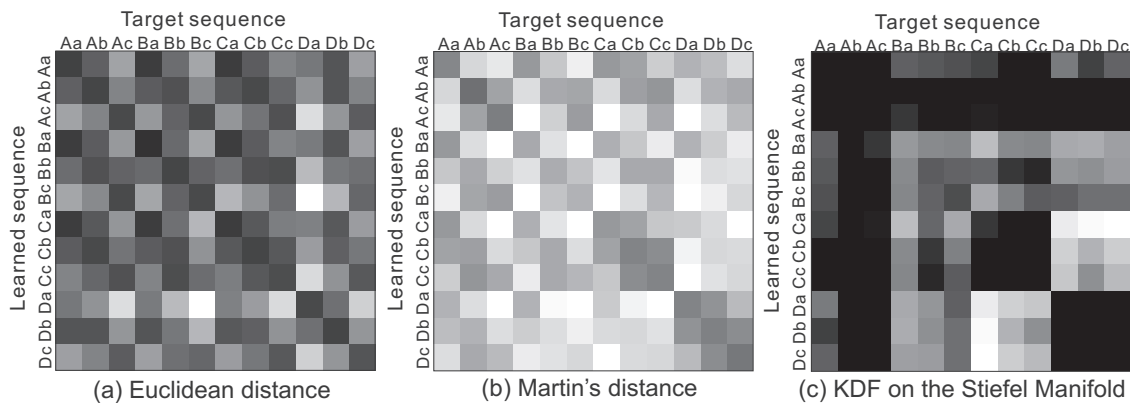 Target sequence
Aa Ab Ac Ba Bb Bc Ca Cb Cc Da Db Dc
Learned sequence
Aa
Ab
Ac
Ba
Bb
Bc
Ca
Cb
Cc
Da
Db
Dc
(a) Euclidean distance
Target sequence
Aa Ab Ac Ba Bb Bc Ca Cb Cc Da Db Dc
Learned sequence
Aa
Ab
Ac
Ba
Bb
Bc
Ca
Cb
Cc
Da
Db
Dc
(b) Martin's distance
Target sequence
Aa Ab Ac Ba Bb Bc Ca Cb Cc Da Db Dc
Learned sequence
Aa
Ab
Ac
Ba
Bb
Bc
Ca
Cb
Cc
Da
Db
Dc
(c) KDF on the Stiefel Manifold